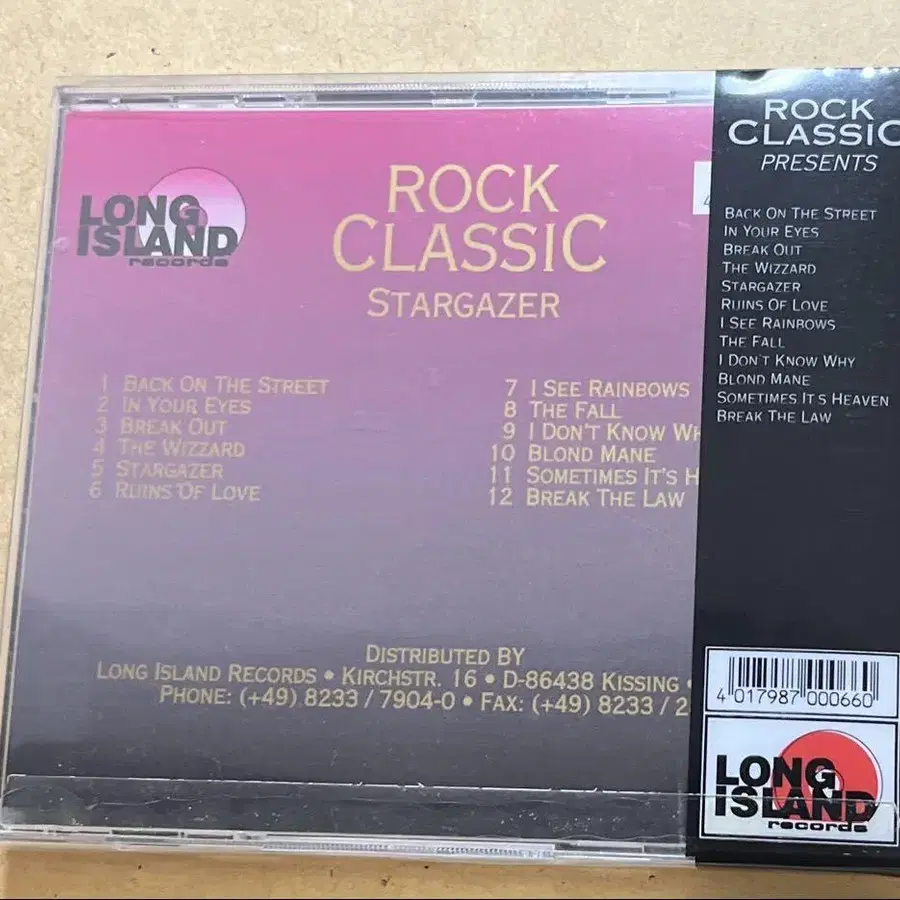 LONG
ISLAND
records
ROCK
CLASSIC
STARGAZER
1 BACK ON THE STREET
2 IN YOUR EYES
3 BREAK OUT
4 THE WIZZARD
5 STARGAZER
6 RUINS OF LOVE
7 I SEE RAINBOWS
8 THE FALL
9 I DON'T KNOW
10 BLOND MANE
11 SOMETIMES IT'S
12 BREAK THE LAW
DISTRIBUTED BY
LONG ISLAND RECORDS • KIRCHSTR. 16 • D-86438 KISSING •
PHONE: (+49) 8233 / 7904-0 • FAX: (+49) 8233 / 2
ROCK
CLASSIC
PRESENTS
BACK ON THE STREET
IN YOUR EYES
BREAK OUT
THE WIZZARD
STARGAZER
RUINS OF LOVE
I SEE RAINBOWS
THE FALL
I DON'T KNOW WHY
BLOND MANE
SOMETIMES IT S HEAVEN
BREAK THE LAW
4 017987 000660
LONG
ISLAND
records